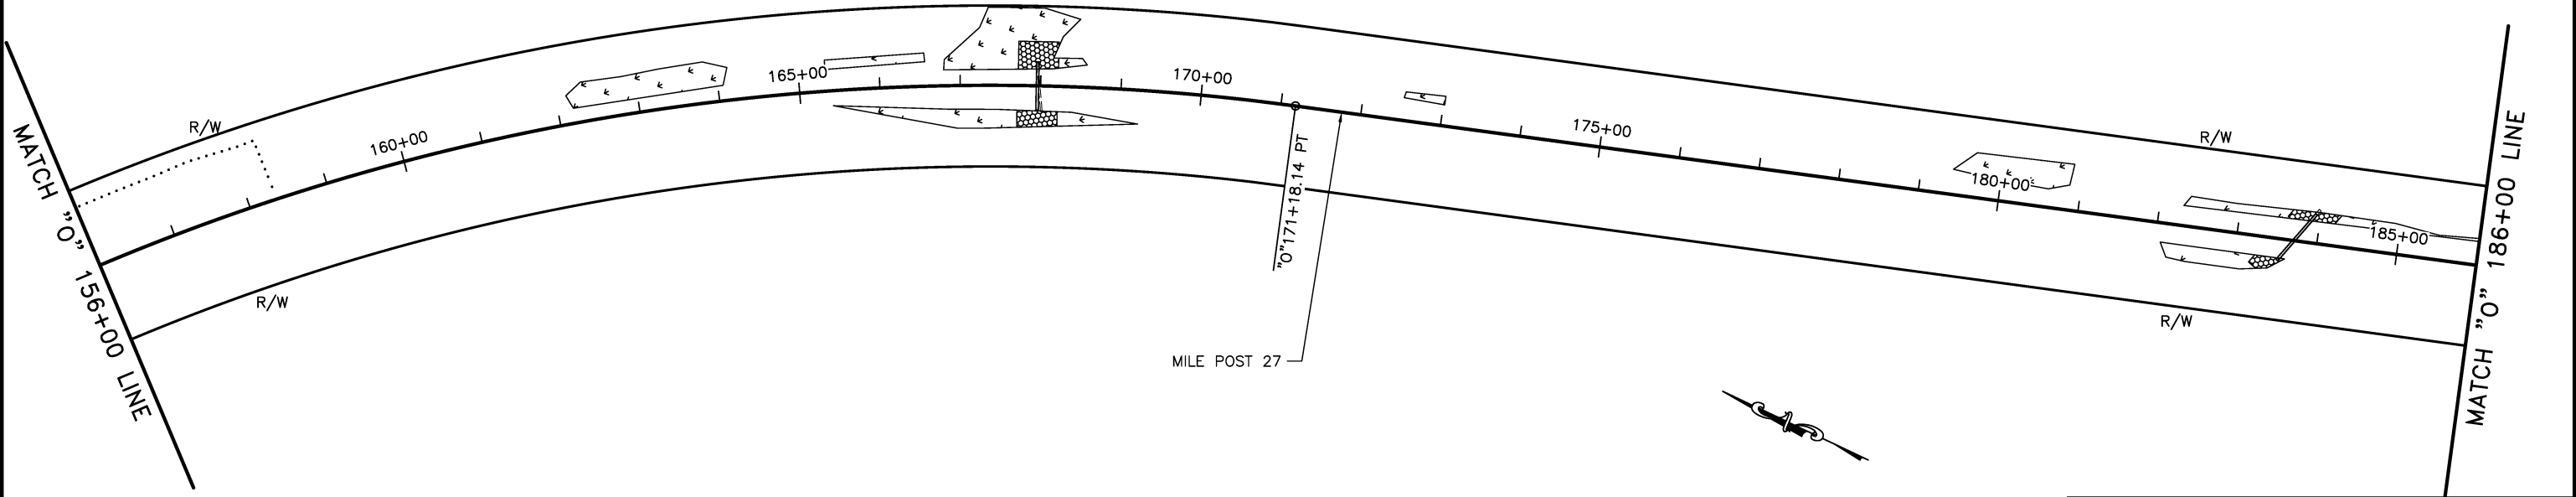 MATCH "O" 156+00 LINE
R/W
R/W
160+00
165+00
170+00
"O"171+18.14 PT
MILE POST 27
175+00
180+00
R/W
R/W
185+00
MATCH "O" 186+00 LINE